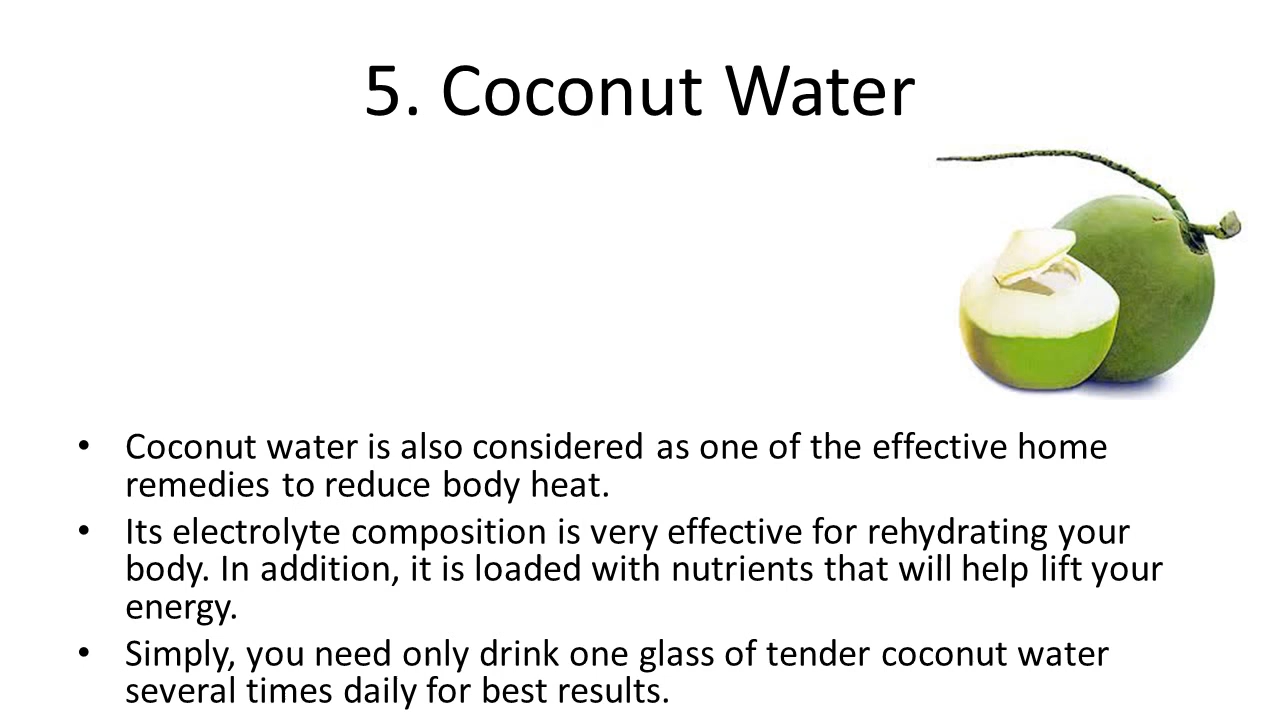 5. Coconut Water
• Coconut water is also considered as one of the effective home
remedies to reduce body heat.
• Its electrolyte composition is very effective for rehydrating your
body. In addition, it is loaded with nutrients that will help lift your
energy.
• Simply, you need only drink one glass of tender coconut water
several times daily for best results.